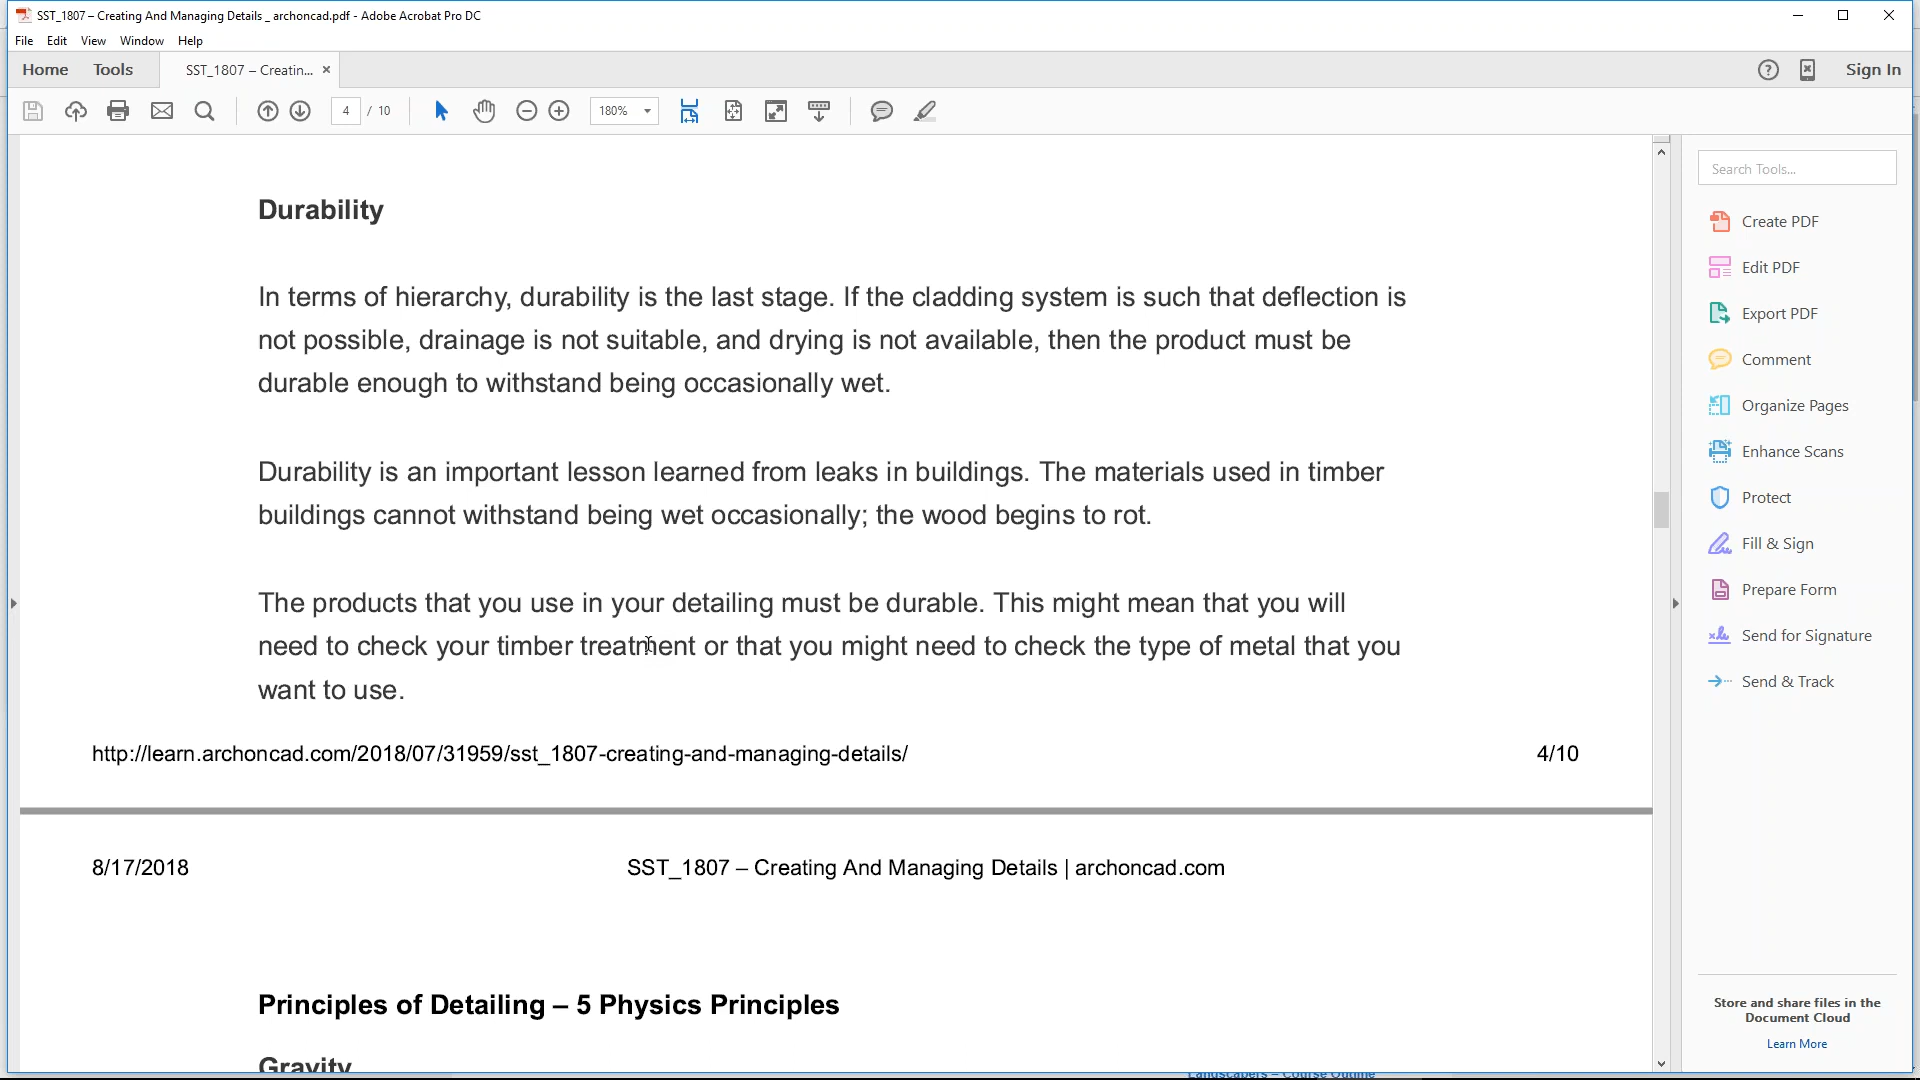 SST_1807 – Creating And Managing Details _ archoncad.pdf - Adobe Acrobat Pro DC
File Edit View Window Help
Home Tools SST_1807 – Creatin... × Sign In
4 / 10 180%
Search Tools...
Create PDF
Edit PDF
Export PDF
Comment
Organize Pages
Enhance Scans
Protect
Fill & Sign
Prepare Form
Send for Signature
Send & Track
Store and share files in the
Document Cloud
Learn More
Durability
In terms of hierarchy, durability is the last stage. If the cladding system is such that deflection is
not possible, drainage is not suitable, and drying is not available, then the product must be
durable enough to withstand being occasionally wet.
Durability is an important lesson learned from leaks in buildings. The materials used in timber
buildings cannot withstand being wet occasionally; the wood begins to rot.
The products that you use in your detailing must be durable. This might mean that you will
need to check your timber treatment or that you might need to check the type of metal that you
want to use.
http://learn.archoncad.com/2018/07/31959/sst_1807-creating-and-managing-details/ 4/10
8/17/2018 SST_1807 – Creating And Managing Details | archoncad.com
Principles of Detailing – 5 Physics Principles
Gravity
Landscapers – Course Outline